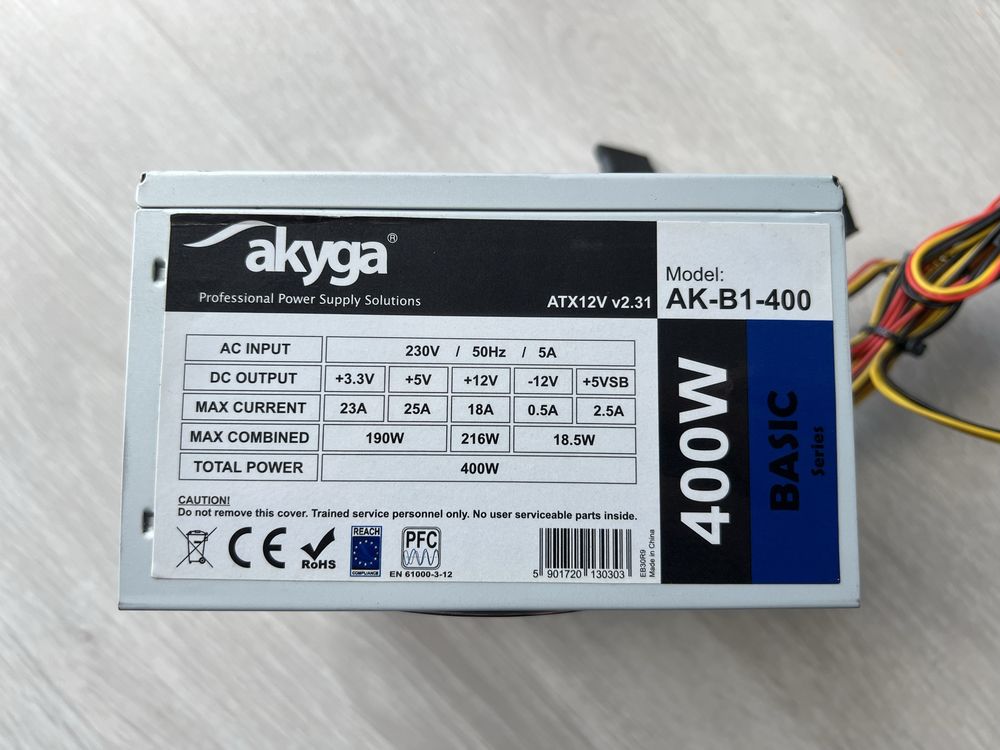 akyga®
Professional Power Supply Solutions
ATX12V v2.31
Model:
AK-B1-400
AC INPUT 230V / 50Hz / 5A
DC OUTPUT +3.3V +5V +12V -12V +5VSB
MAX CURRENT 23A 25A 18A 0.5A 2.5A
MAX COMBINED 190W 216W 18.5W
TOTAL POWER 400W
400W
BASIC
Series
CAUTION!
Do not remove this cover. Trained service personnel only. No user serviceable parts inside.
CE
RoHS
REACH
COMPLIANCE
PFC
EN 61000-3-12
5 901720 130303
EB30R9
Made in China